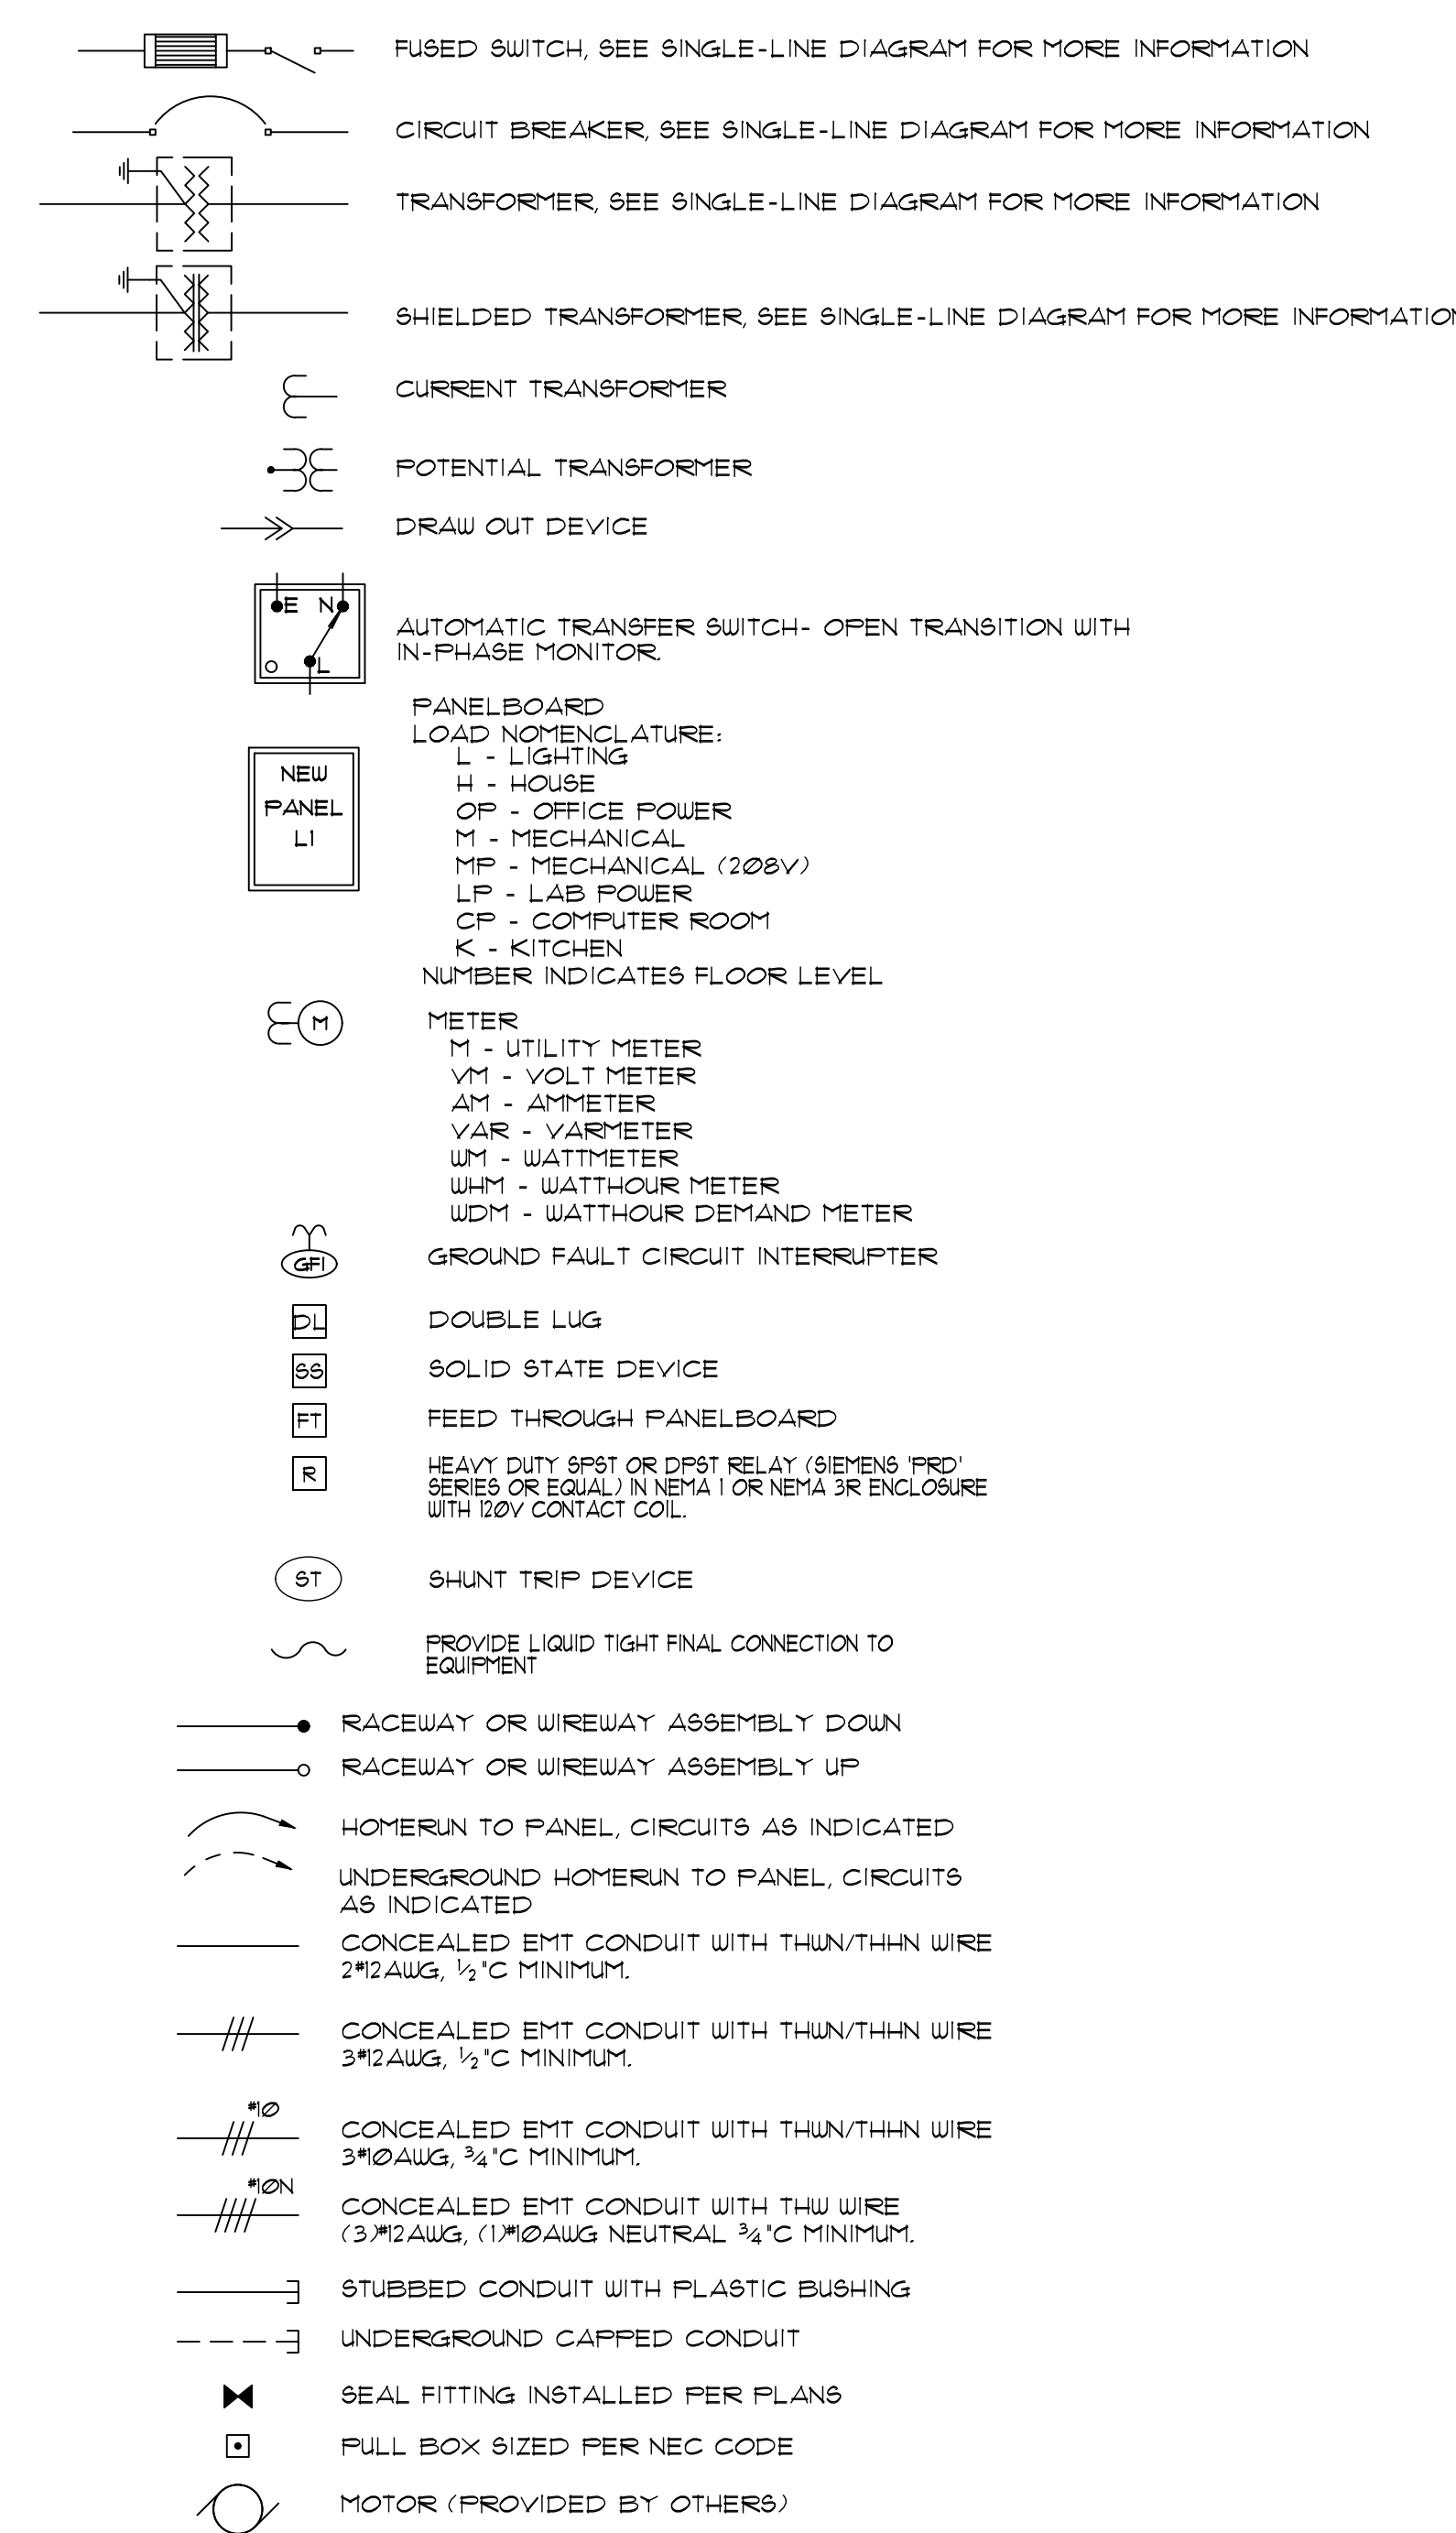 FUSED SWITCH, SEE SINGLE-LINE DIAGRAM FOR MORE INFORMATION
CIRCUIT BREAKER, SEE SINGLE-LINE DIAGRAM FOR MORE INFORMATION
TRANSFORMER, SEE SINGLE-LINE DIAGRAM FOR MORE INFORMATION
SHIELDED TRANSFORMER, SEE SINGLE-LINE DIAGRAM FOR MORE INFORMATION
CURRENT TRANSFORMER
POTENTIAL TRANSFORMER
DRAW OUT DEVICE
E N
L
AUTOMATIC TRANSFER SWITCH- OPEN TRANSITION WITH
IN-PHASE MONITOR.
NEW
PANEL
L1
PANELBOARD
LOAD NOMENCLATURE:
L - LIGHTING
H - HOUSE
OP - OFFICE POWER
M - MECHANICAL
MP - MECHANICAL (208V)
LP - LAB POWER
CP - COMPUTER ROOM
K - KITCHEN
NUMBER INDICATES FLOOR LEVEL
M
METER
M - UTILITY METER
VM - VOLT METER
AM - AMMETER
VAR - VARMETER
WM - WATTMETER
WHM - WATTHOUR METER
WDM - WATTHOUR DEMAND METER
GFI
GROUND FAULT CIRCUIT INTERRUPTER
DL
DOUBLE LUG
SS
SOLID STATE DEVICE
FT
FEED THROUGH PANELBOARD
R
HEAVY DUTY SPST OR DPST RELAY (SIEMENS 'PRD'
SERIES OR EQUAL) IN NEMA 1 OR NEMA 3R ENCLOSURE
WITH 120V CONTACT COIL.
ST
SHUNT TRIP DEVICE
PROVIDE LIQUID TIGHT FINAL CONNECTION TO
EQUIPMENT
RACEWAY OR WIREWAY ASSEMBLY DOWN
RACEWAY OR WIREWAY ASSEMBLY UP
HOMERUN TO PANEL, CIRCUITS AS INDICATED
UNDERGROUND HOMERUN TO PANEL, CIRCUITS
AS INDICATED
CONCEALED EMT CONDUIT WITH THWN/THHN WIRE
2#12AWG, ½"C MINIMUM.
CONCEALED EMT CONDUIT WITH THWN/THHN WIRE
3#12AWG, ½"C MINIMUM.
#10
CONCEALED EMT CONDUIT WITH THWN/THHN WIRE
3#10AWG, ¾"C MINIMUM.
#10N
CONCEALED EMT CONDUIT WITH THW WIRE
(3)#12AWG, (1)#10AWG NEUTRAL ¾"C MINIMUM.
STUBBED CONDUIT WITH PLASTIC BUSHING
UNDERGROUND CAPPED CONDUIT
SEAL FITTING INSTALLED PER PLANS
PULL BOX SIZED PER NEC CODE
MOTOR (PROVIDED BY OTHERS)